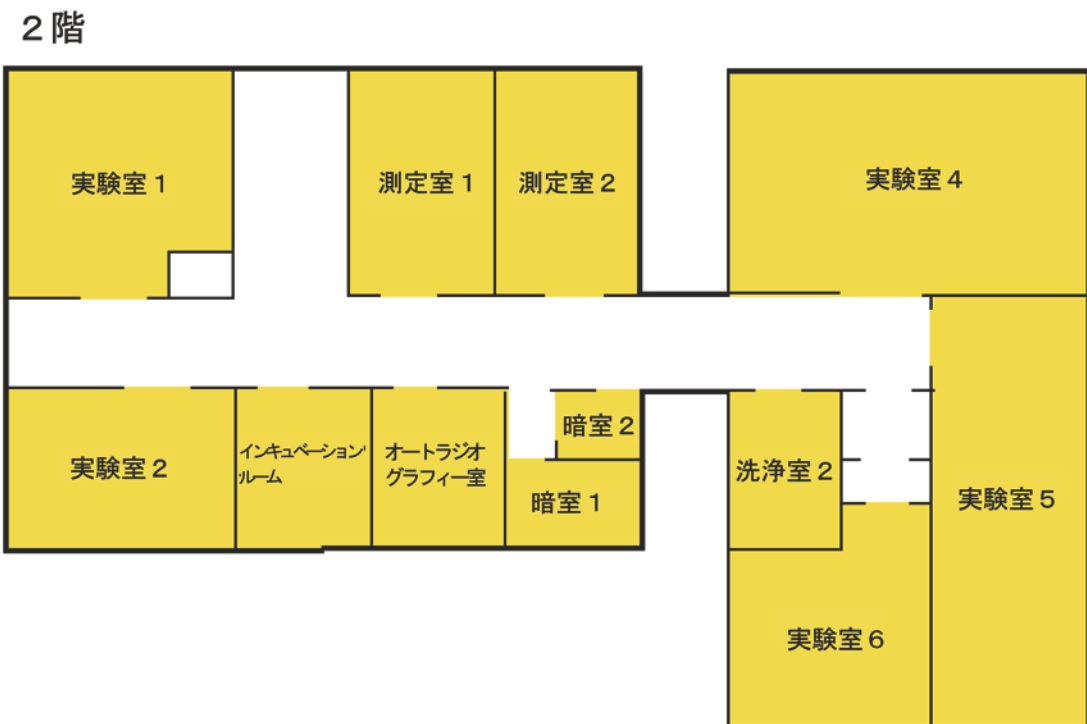 ２階
実験室１
測定室１
測定室２
実験室４
実験室２
インキュベーション
ルーム
オートラジオ
グラフィー室
暗室２
暗室１
洗浄室２
実験室５
実験室６